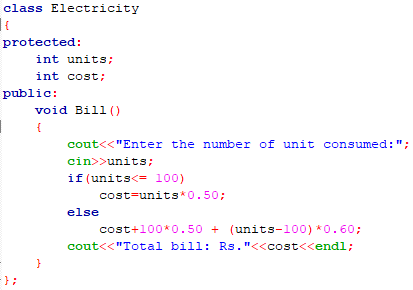 class Electricity
{
protected:
    int units;
    int cost;
public:
    void Bill()
    {
        cout<<"Enter the number of unit consumed:";
        cin>>units;
        if(units<= 100)
            cost=units*0.50;
        else
            cost+100*0.50 + (units-100)*0.60;
        cout<<"Total bill: Rs."<<cost<<endl;
    }
};